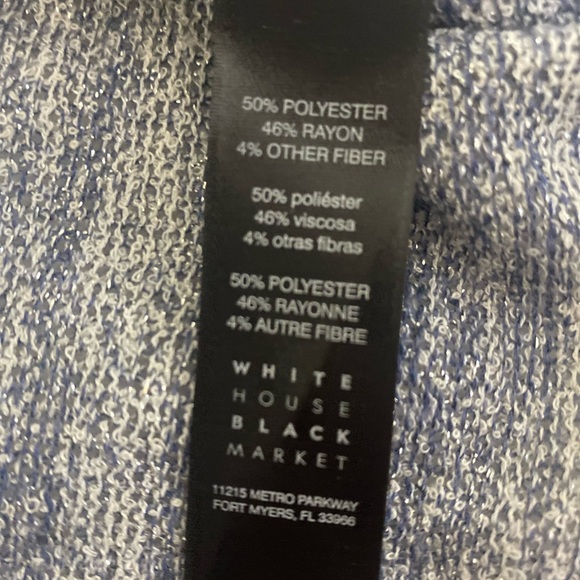 50% POLYESTER
46% RAYON
4% OTHER FIBER
50% poliéster
46% viscosa
4% otras fibras
50% POLYESTER
46% RAYONNE
4% AUTRE FIBRE
WHITE
HOUSE
BLACK
MARKET
11215 METRO PARKWAY
FORT MYERS, FL 33966